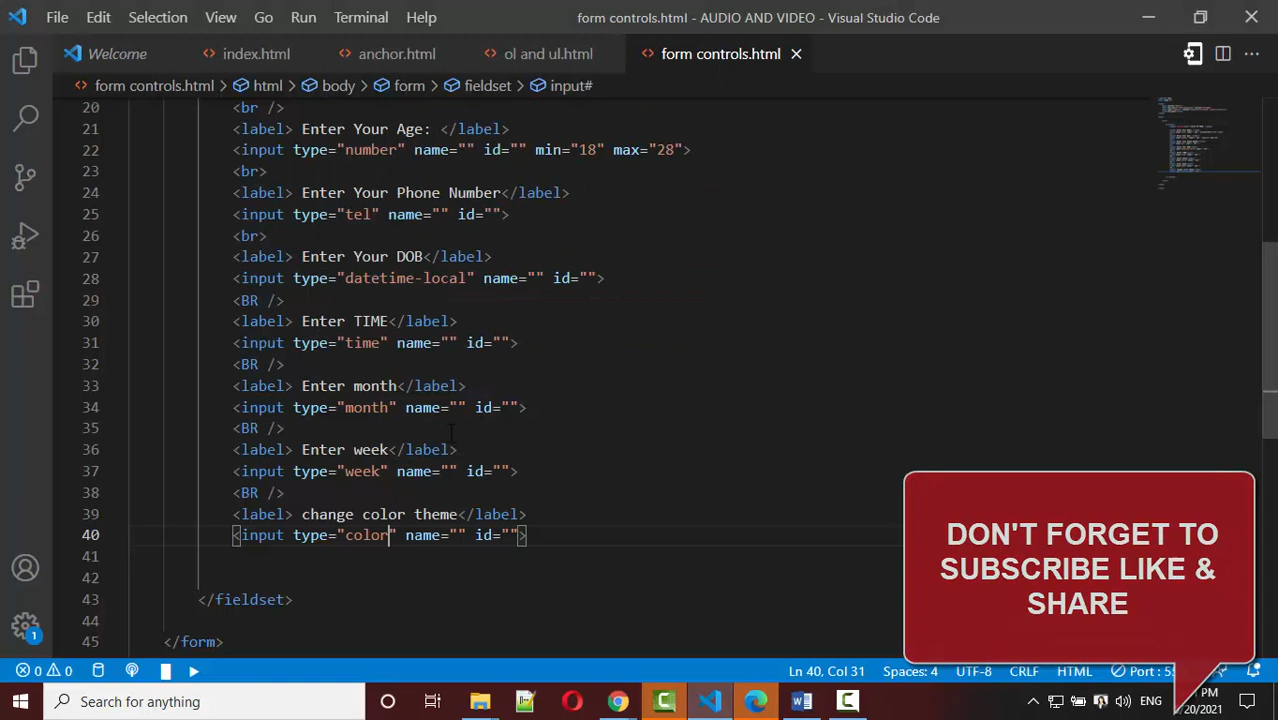 File Edit Selection View Go Run Terminal Help form controls.html - AUDIO AND VIDEO - Visual Studio Code
Welcome index.html anchor.html ol and ul.html form controls.html
form controls.html > html > body > form > fieldset > input#
20 <br />
21 <label> Enter Your Age: </label>
22 <input type="number" name="" id="" min="18" max="28">
23 <br>
24 <label> Enter Your Phone Number</label>
25 <input type="tel" name="" id="">
26 <br>
27 <label> Enter Your DOB</label>
28 <input type="datetime-local" name="" id="">
29 <BR />
30 <label> Enter TIME</label>
31 <input type="time" name="" id="">
32 <BR />
33 <label> Enter month</label>
34 <input type="month" name="" id="">
35 <BR />
36 <label> Enter week</label>
37 <input type="week" name="" id="">
38 <BR />
39 <label> change color theme</label>
40 <input type="color" name="" id="">
41
42
43 </fieldset>
44
45 </form>
DON'T FORGET TO
SUBSCRIBE LIKE &
SHARE
1
0 0 Ln 40, Col 31 Spaces: 4 UTF-8 CRLF HTML Port :
Search for anything ENG PM
/20/2021